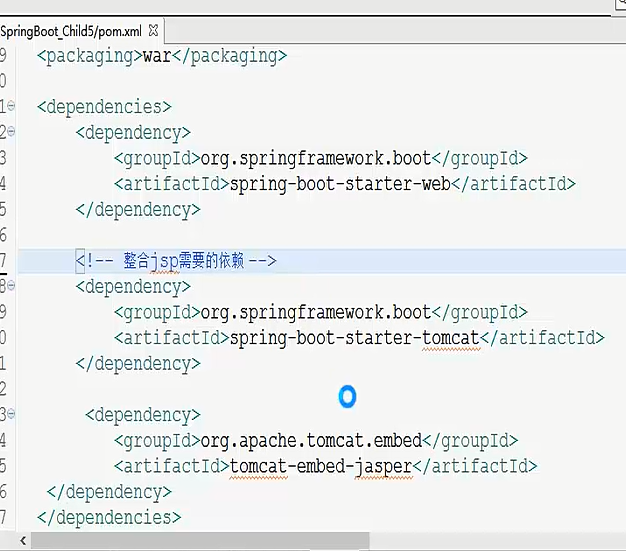 SpringBoot_Child5/pom.xml
9 <packaging>war</packaging>
0
1 <dependencies>
2 <dependency>
3 <groupId>org.springframework.boot</groupId>
4 <artifactId>spring-boot-starter-web</artifactId>
5 </dependency>
6
7 <!-- 整合jsp需要的依赖 -->
8 <dependency>
9 <groupId>org.springframework.boot</groupId>
0 <artifactId>spring-boot-starter-tomcat</artifactId>
1 </dependency>
2
3 <dependency>
4 <groupId>org.apache.tomcat.embed</groupId>
5 <artifactId>tomcat-embed-jasper</artifactId>
6 </dependency>
7 </dependencies>